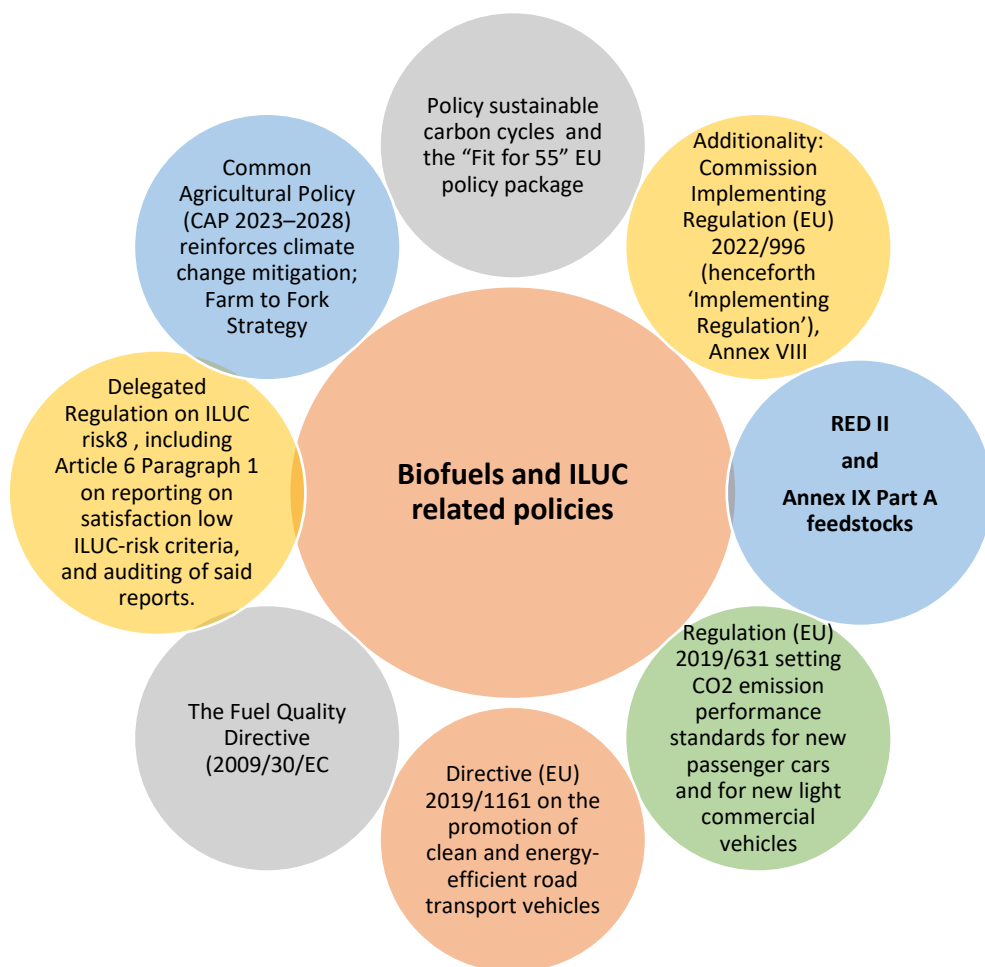 Policy sustainable
carbon cycles and
the “Fit for 55” EU
policy package
Additionality:
Commission
Implementing
Regulation (EU)
2022/996
(henceforth
‘Implementing
Regulation’),
Annex VIII
RED II
and
Annex IX Part A
feedstocks
Regulation (EU)
2019/631 setting
CO2 emission
performance
standards for new
passenger cars
and for new light
commercial
vehicles
Directive (EU)
2019/1161 on the
promotion of
clean and energy-
efficient road
transport vehicles
The Fuel Quality
Directive
(2009/30/EC
Delegated
Regulation on ILUC
risk8 , including
Article 6 Paragraph 1
on reporting on
satisfaction low
ILUC-risk criteria,
and auditing of said
reports.
Common
Agricultural Policy
(CAP 2023–2028)
reinforces climate
change mitigation;
Farm to Fork
Strategy
Biofuels and ILUC
related policies